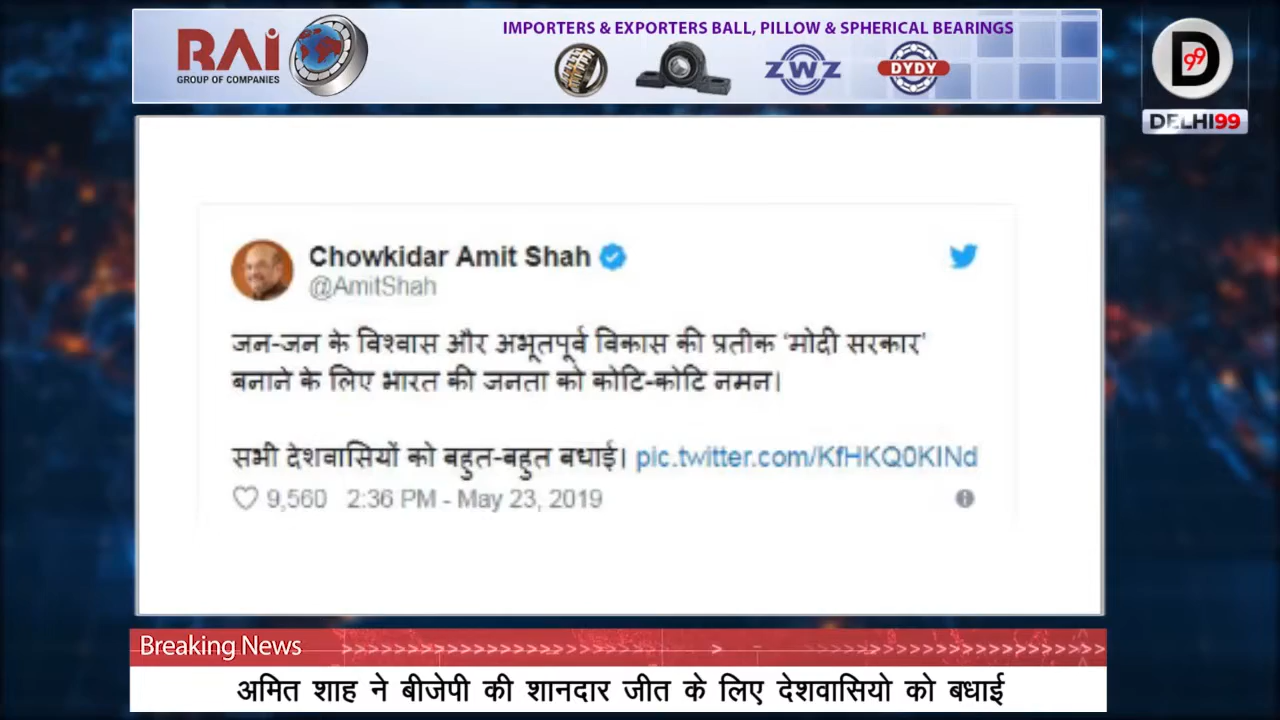 RAi
GROUP OF COMPANIES
IMPORTERS & EXPORTERS BALL, PILLOW & SPHERICAL BEARINGS
ZWZ
DYDY
D99
DELHI99
Chowkidar Amit Shah
@AmitShah
जन-जन के विश्वास और अभूतपूर्व विकास की प्रतीक 'मोदी सरकार'
बनाने के लिए भारत की जनता को कोटि-कोटि नमन।
सभी देशवासियों को बहुत-बहुत बधाई। pic.twitter.com/KfHKQ0KINd
9,560 2:36 PM - May 23, 2019
Breaking News
अमित शाह ने बीजेपी की शानदार जीत के लिए देशवासियो को बधाई